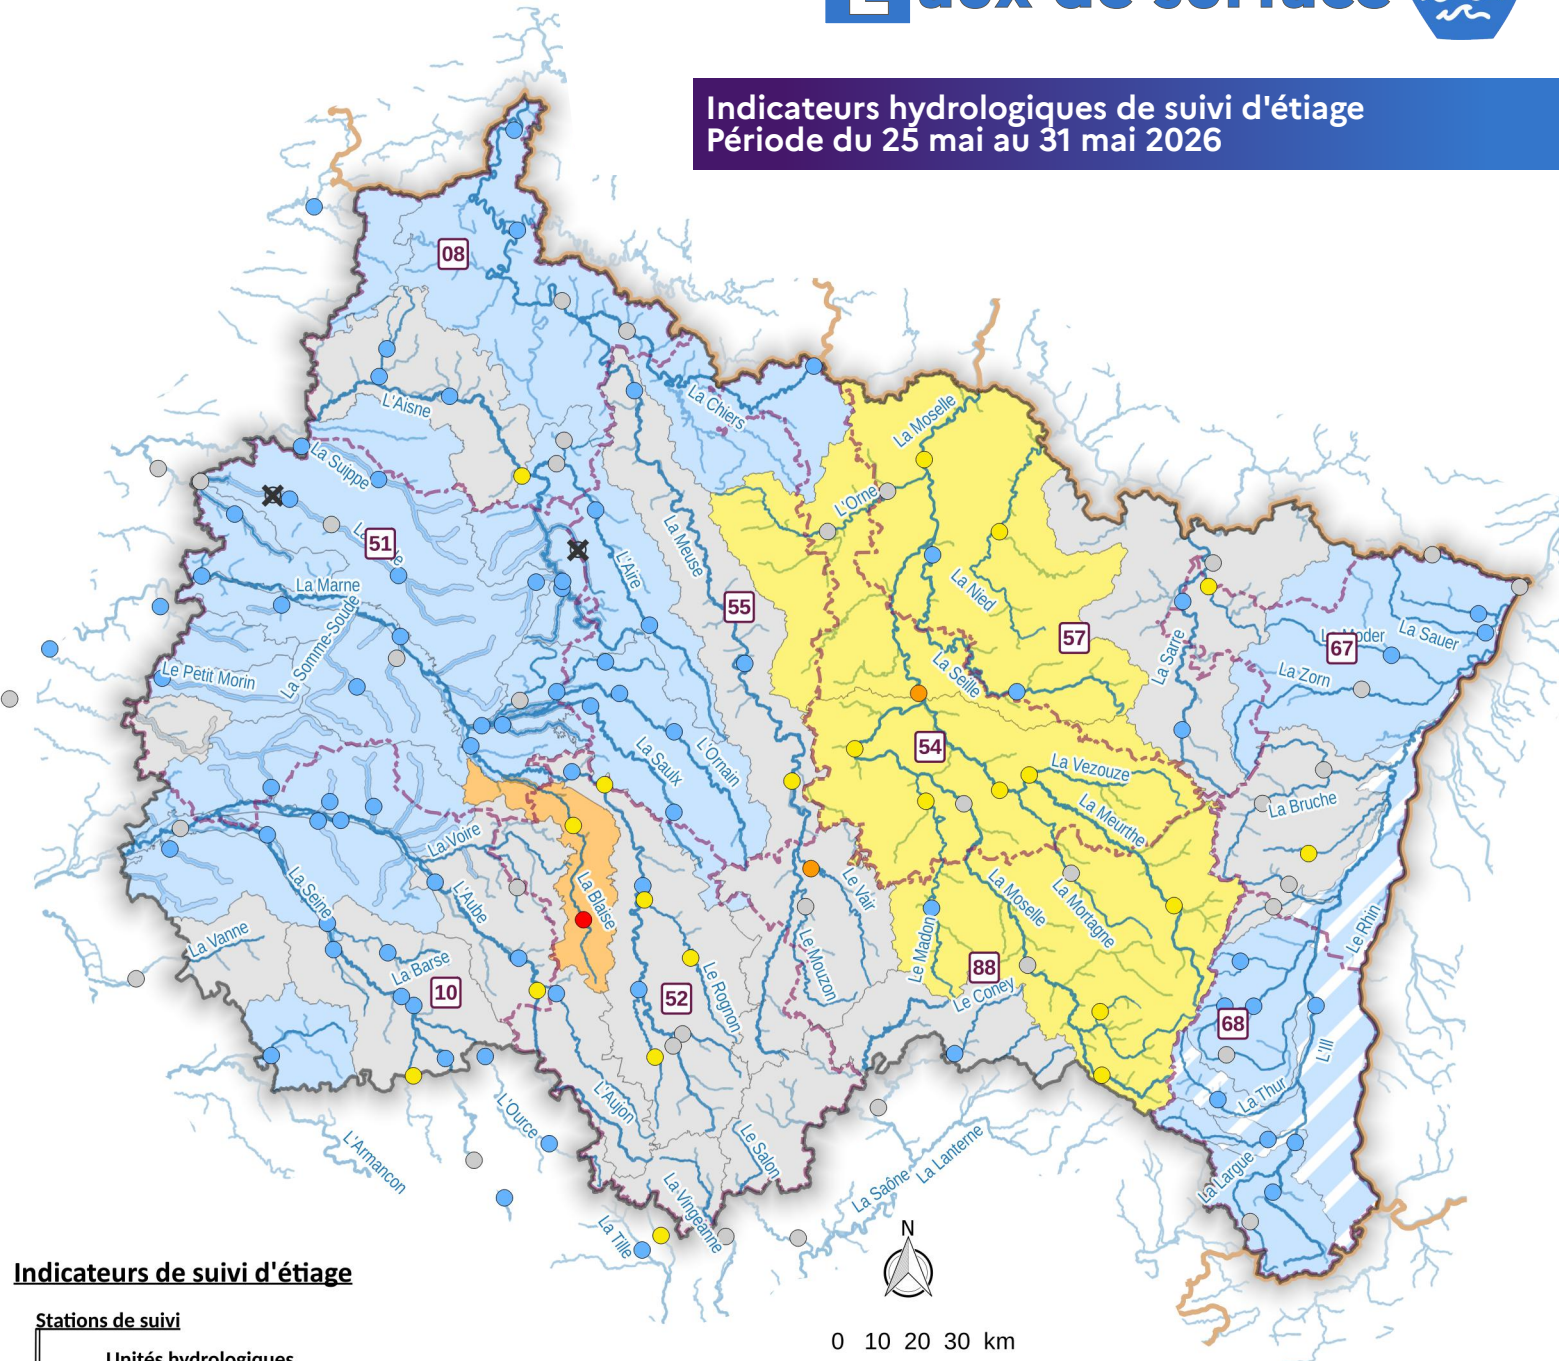 Eaux de surface
Indicateurs hydrologiques de suivi d'étiage
Période du 25 mai au 31 mai 2026
08
L'Aisne
La Chiers
La Moselle
La Suippe
L'Orne
51
La Meuse
L'Aire
La Nied
La Marne
55
57
La Sarre
La Moder
67
La Sauer
La Somme-Soude
La Zorn
Le Petit Morin
La Seille
54
La Saulx
L'Ornain
La Vezouze
La Meurthe
La Bruche
La Voire
La Blaise
Le Vair
La Moselle
La Mortagne
La Seine
L'Aube
Le Rhin
La Vanne
La Barse
10
52
Le Rognon
Le Mouzon
Le Madon
88
Le Coney
68
L'Ill
La Thur
L'Aujon
L'Ource
L'Armancon
Le Salon
La Lanterne
La Saône
La Largue
La Vingeanne
La Tille
N
Indicateurs de suivi d'étiage
Stations de suivi
Unités hydrologiques
0 10 20 30 km